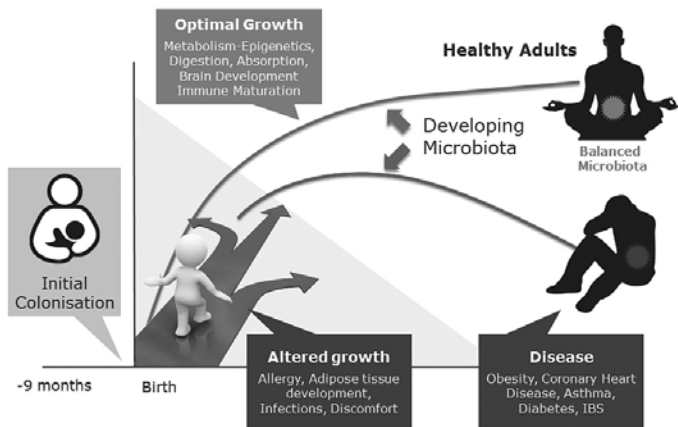 Optimal Growth
Metabolism-Epigenetics,
Digestion, Absorption,
Brain Development
Immune Maturation
Healthy Adults
Developing
Microbiota
Balanced
Microbiota
Initial
Colonisation
Altered growth
Allergy, Adipose tissue
development,
Infections, Discomfort
Disease
Obesity, Coronary Heart
Disease, Asthma,
Diabetes, IBS
-9 months
Birth